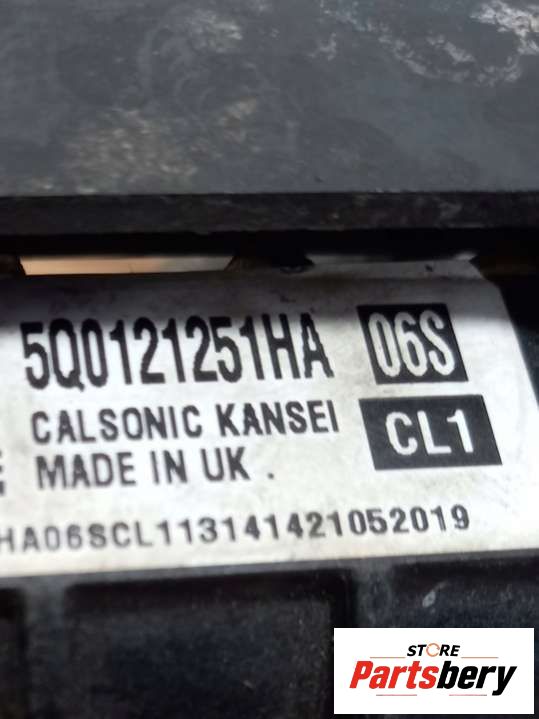 5Q0121251HA 06S
CALSONIC KANSEI CL1
MADE IN UK.
HA06SCL113141421052019
STORE
Partsbery